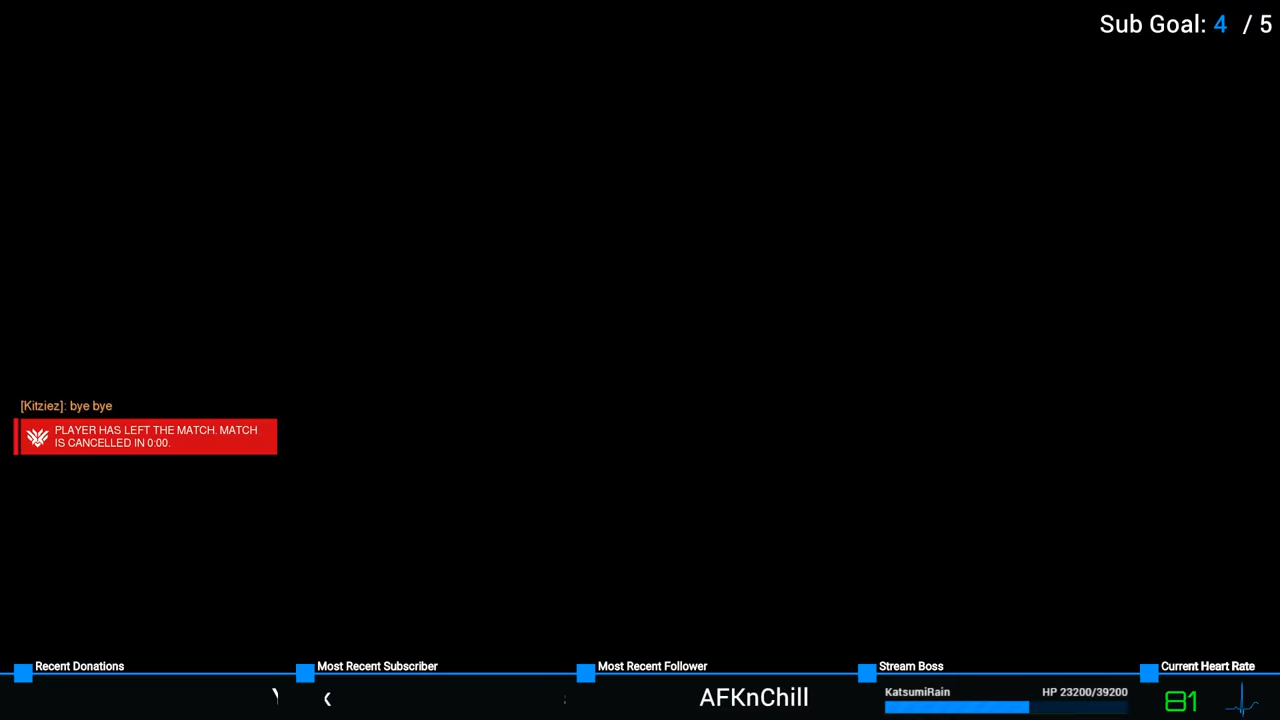 Sub Goal: 4 / 5
[Kitziez]: bye bye
PLAYER HAS LEFT THE MATCH. MATCH
IS CANCELLED IN 0:00.
Recent Donations
Most Recent Subscriber
Most Recent Follower
AFKnChill
Stream Boss
KatsumiRain
HP 23200/39200
Current Heart Rate
81